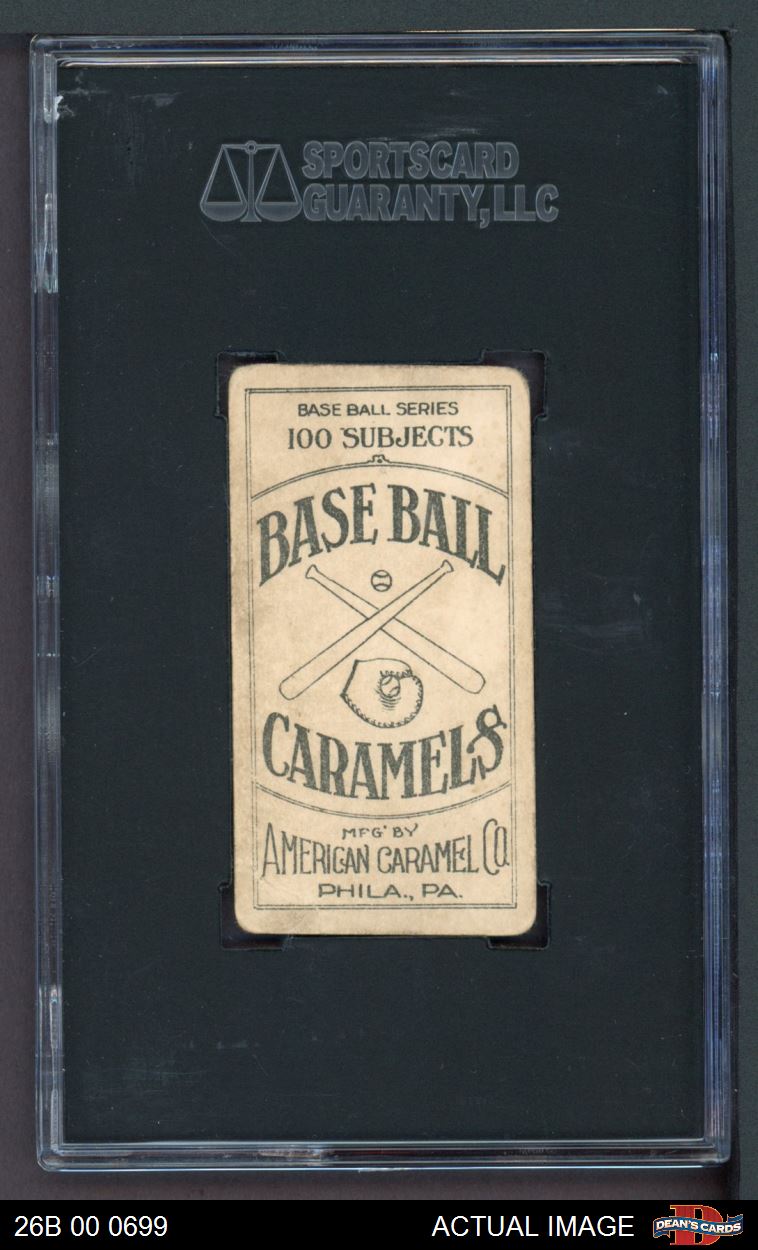 SPORTSCARD
GUARANTY, LLC
BASE BALL SERIES
100 SUBJECTS
BASE BALL
CARAMELS
MFG' BY
AMERICAN CARAMEL CO.
PHILA., PA.
26B 00 0699
ACTUAL IMAGE
D
DEAN'S CARDS